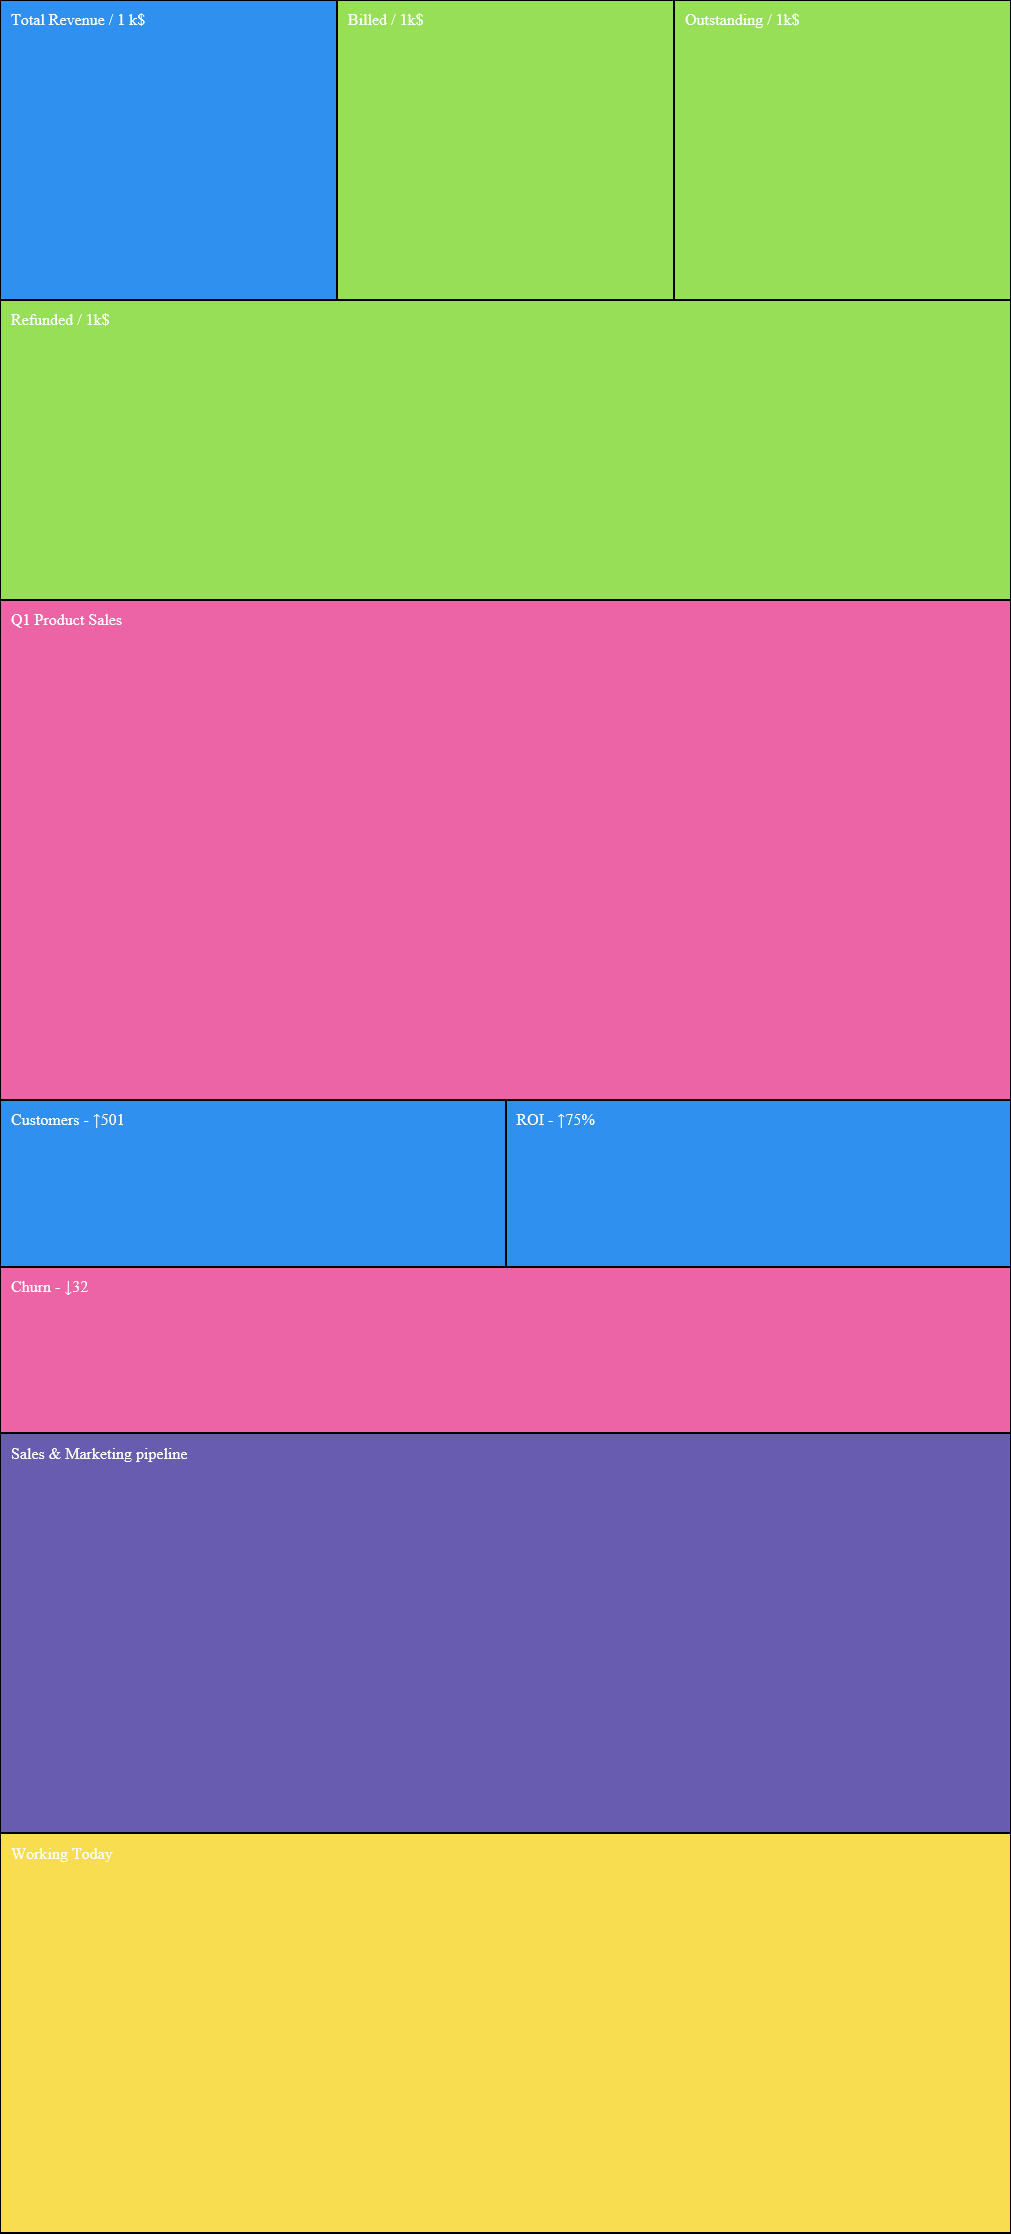 Total Revenue / 1 k$
Billed / 1k$
Outstanding / 1k$
Refunded / 1k$
Q1 Product Sales
Customers - ↑501
ROI - ↑75%
Churn - ↓32
Sales & Marketing pipeline
Working Today